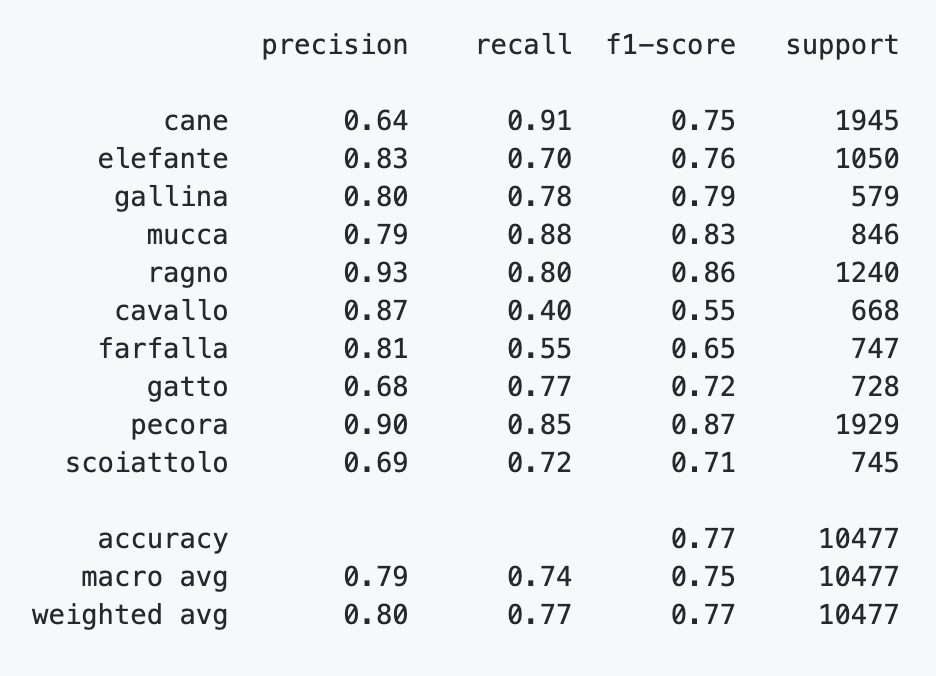 precision recall f1-score support
cane 0.64 0.91 0.75 1945
elefante 0.83 0.70 0.76 1050
gallina 0.80 0.78 0.79 579
mucca 0.79 0.88 0.83 846
ragno 0.93 0.80 0.86 1240
cavallo 0.87 0.40 0.55 668
farfalla 0.81 0.55 0.65 747
gatto 0.68 0.77 0.72 728
pecora 0.90 0.85 0.87 1929
scoiattolo 0.69 0.72 0.71 745
accuracy 0.77 10477
macro avg 0.79 0.74 0.75 10477
weighted avg 0.80 0.77 0.77 10477